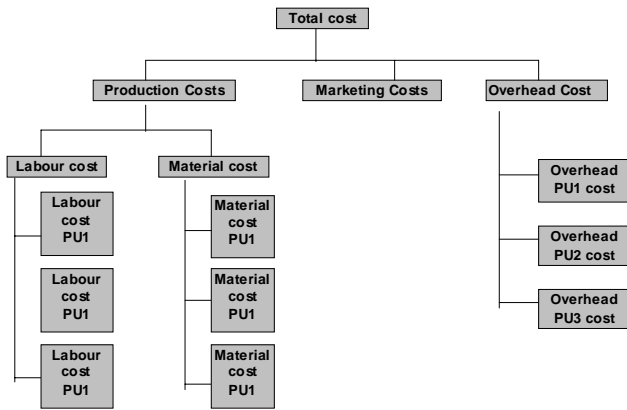 Total cost
Production Costs
Marketing Costs
Overhead Cost
Labour cost
Material cost
Labour
cost
PU1
Labour
cost
PU1
Labour
cost
PU1
Material
cost
PU1
Material
cost
PU1
Material
cost
PU1
Overhead
PU1 cost
Overhead
PU2 cost
Overhead
PU3 cost